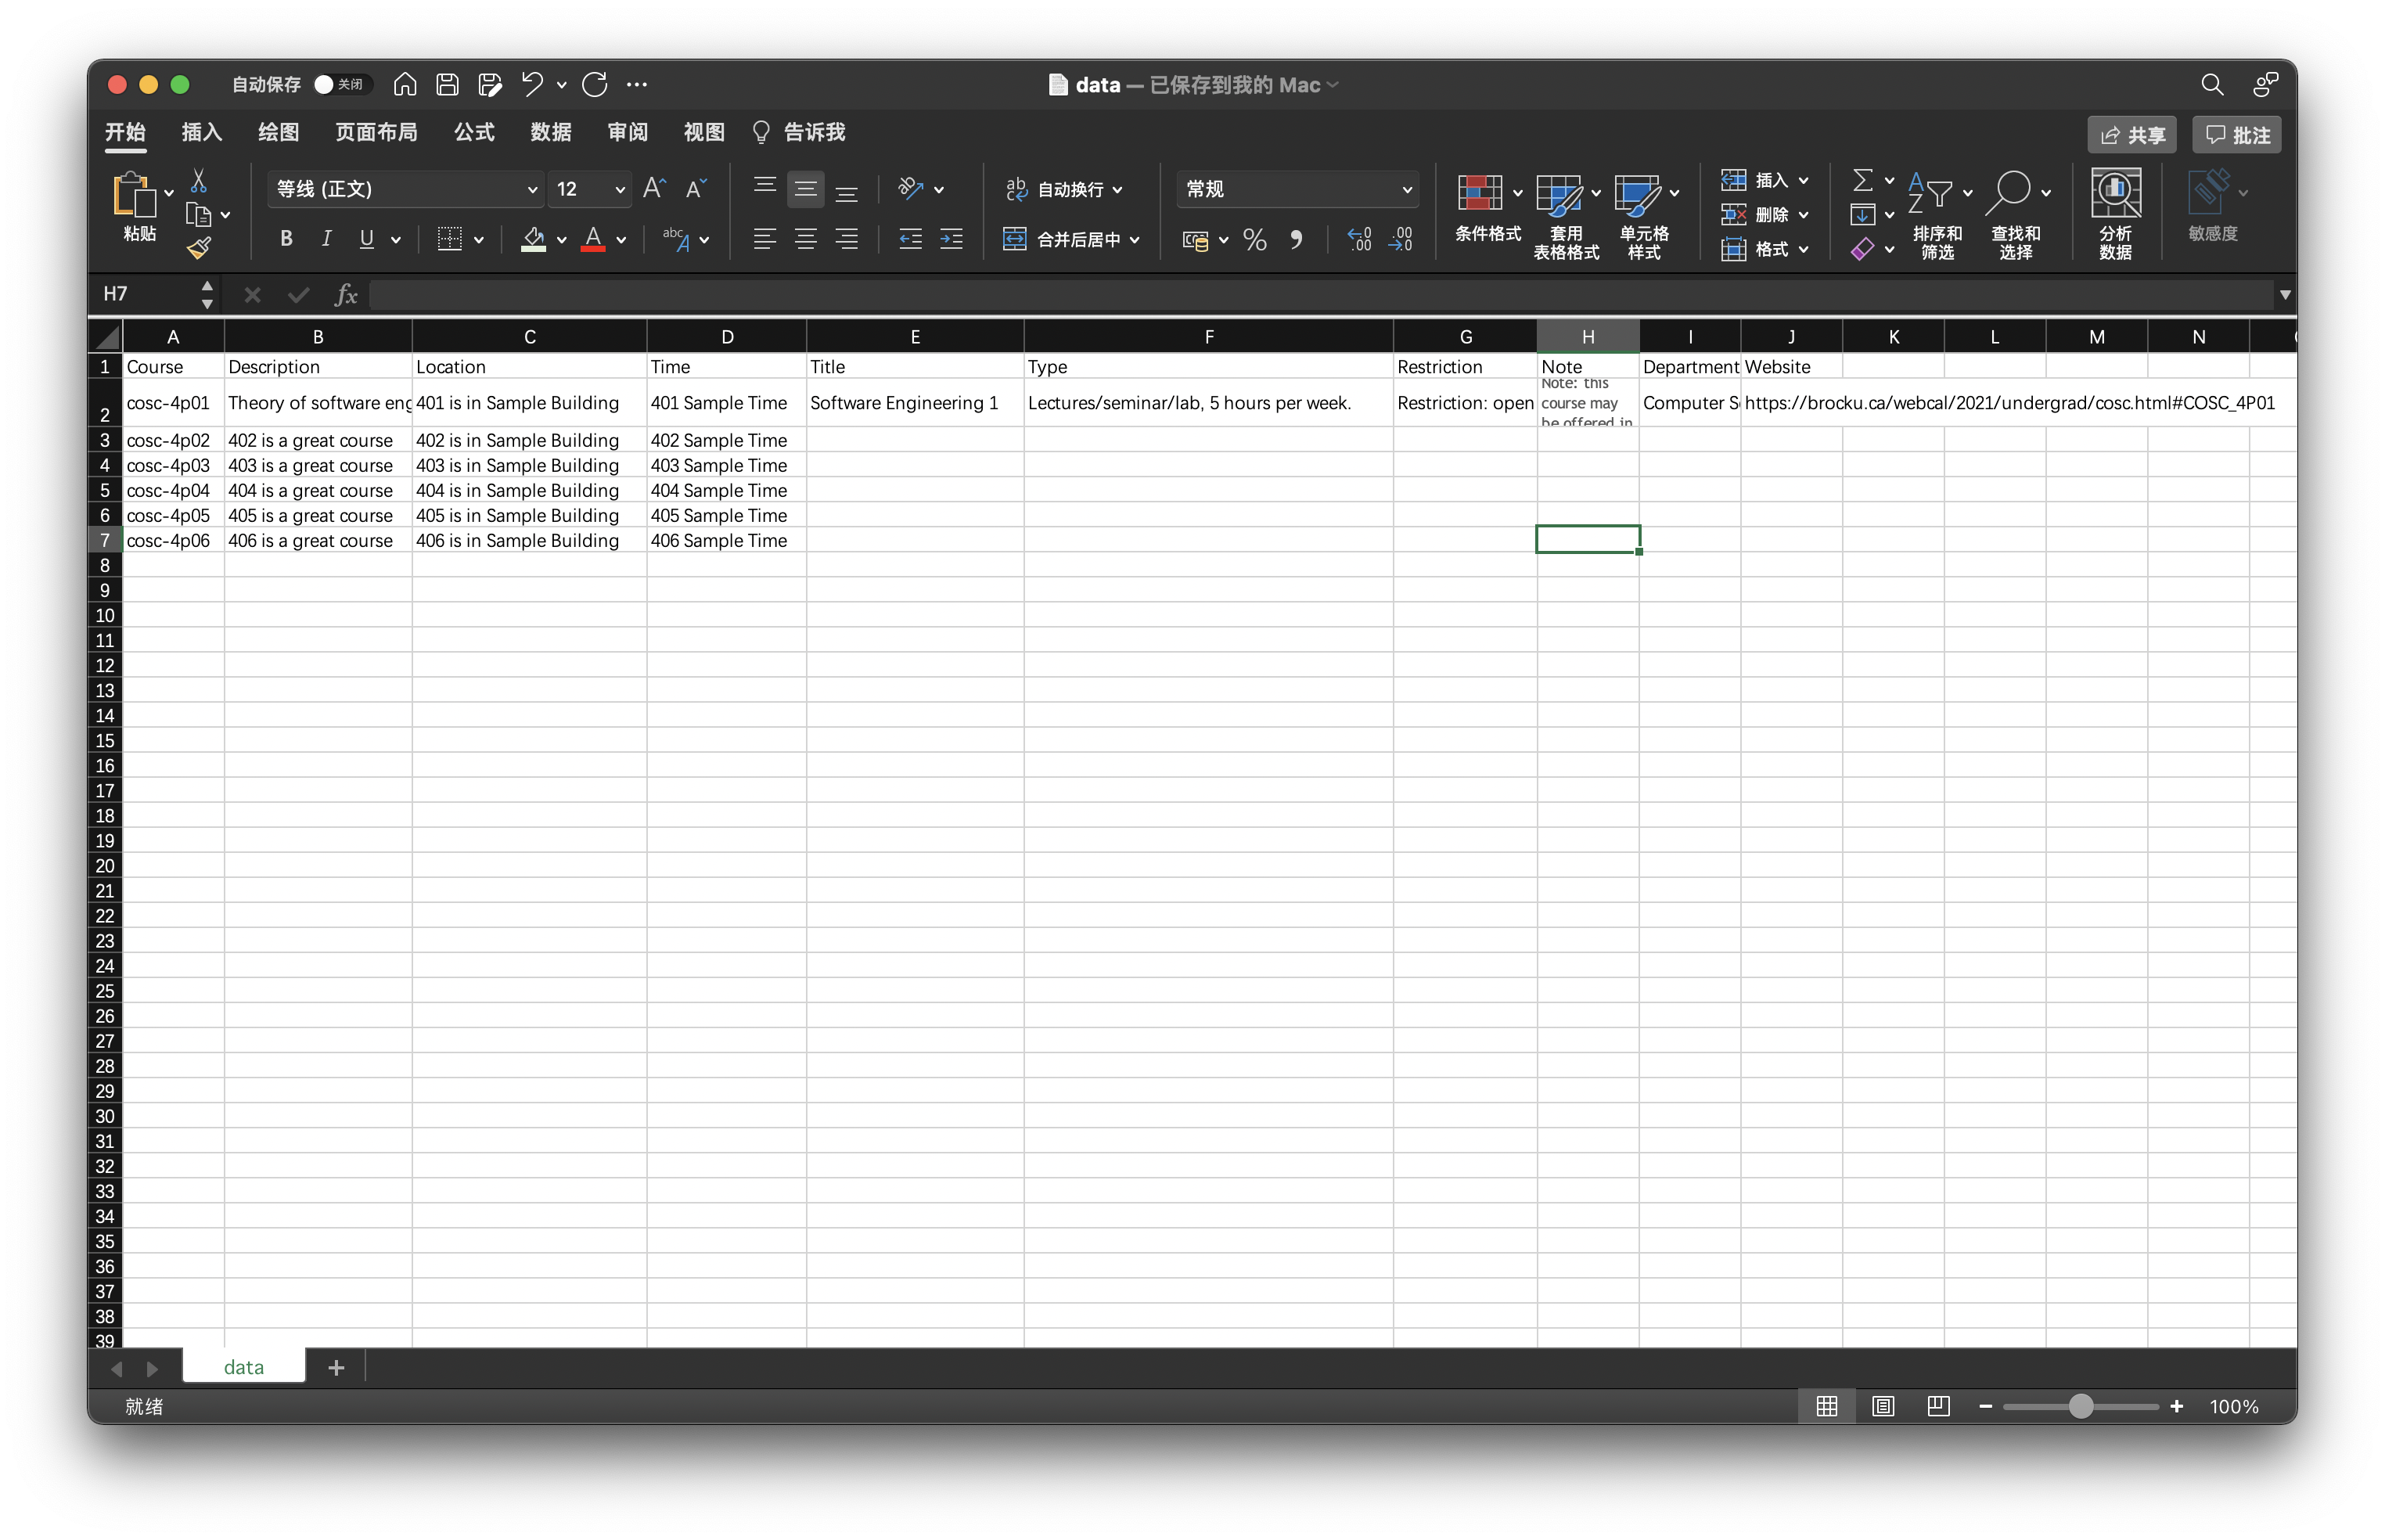 自动保存 关闭 data — 已保存到我的 Mac
开始 插入 绘图 页面布局 公式 数据 审阅 视图 告诉我 共享 批注
粘贴 等线 (正文) 12 自动换行 常规 条件格式 套用 表格格式 单元格 样式 插入 排序和 筛选 查找和 选择 分析 数据 敏感度
B I U abc A 合并后居中 % 删除
格式
H7 fx
A B C D E F G H I J K L M N
1 Course Description Location Time Title Type Restriction Note Department Website
2 cosc-4p01 Theory of software eng 401 is in Sample Building 401 Sample Time Software Engineering 1 Lectures/seminar/lab, 5 hours per week. Restriction: open Note: this course may be offered in Computer S https://brocku.ca/webcal/2021/undergrad/cosc.html#COSC_4P01
3 cosc-4p02 402 is a great course 402 is in Sample Building 402 Sample Time
4 cosc-4p03 403 is a great course 403 is in Sample Building 403 Sample Time
5 cosc-4p04 404 is a great course 404 is in Sample Building 404 Sample Time
6 cosc-4p05 405 is a great course 405 is in Sample Building 405 Sample Time
7 cosc-4p06 406 is a great course 406 is in Sample Building 406 Sample Time
8
9
10
11
12
13
14
15
16
17
18
19
20
21
22
23
24
25
26
27
28
29
30
31
32
33
34
35
36
37
38
39
data
就绪 100%